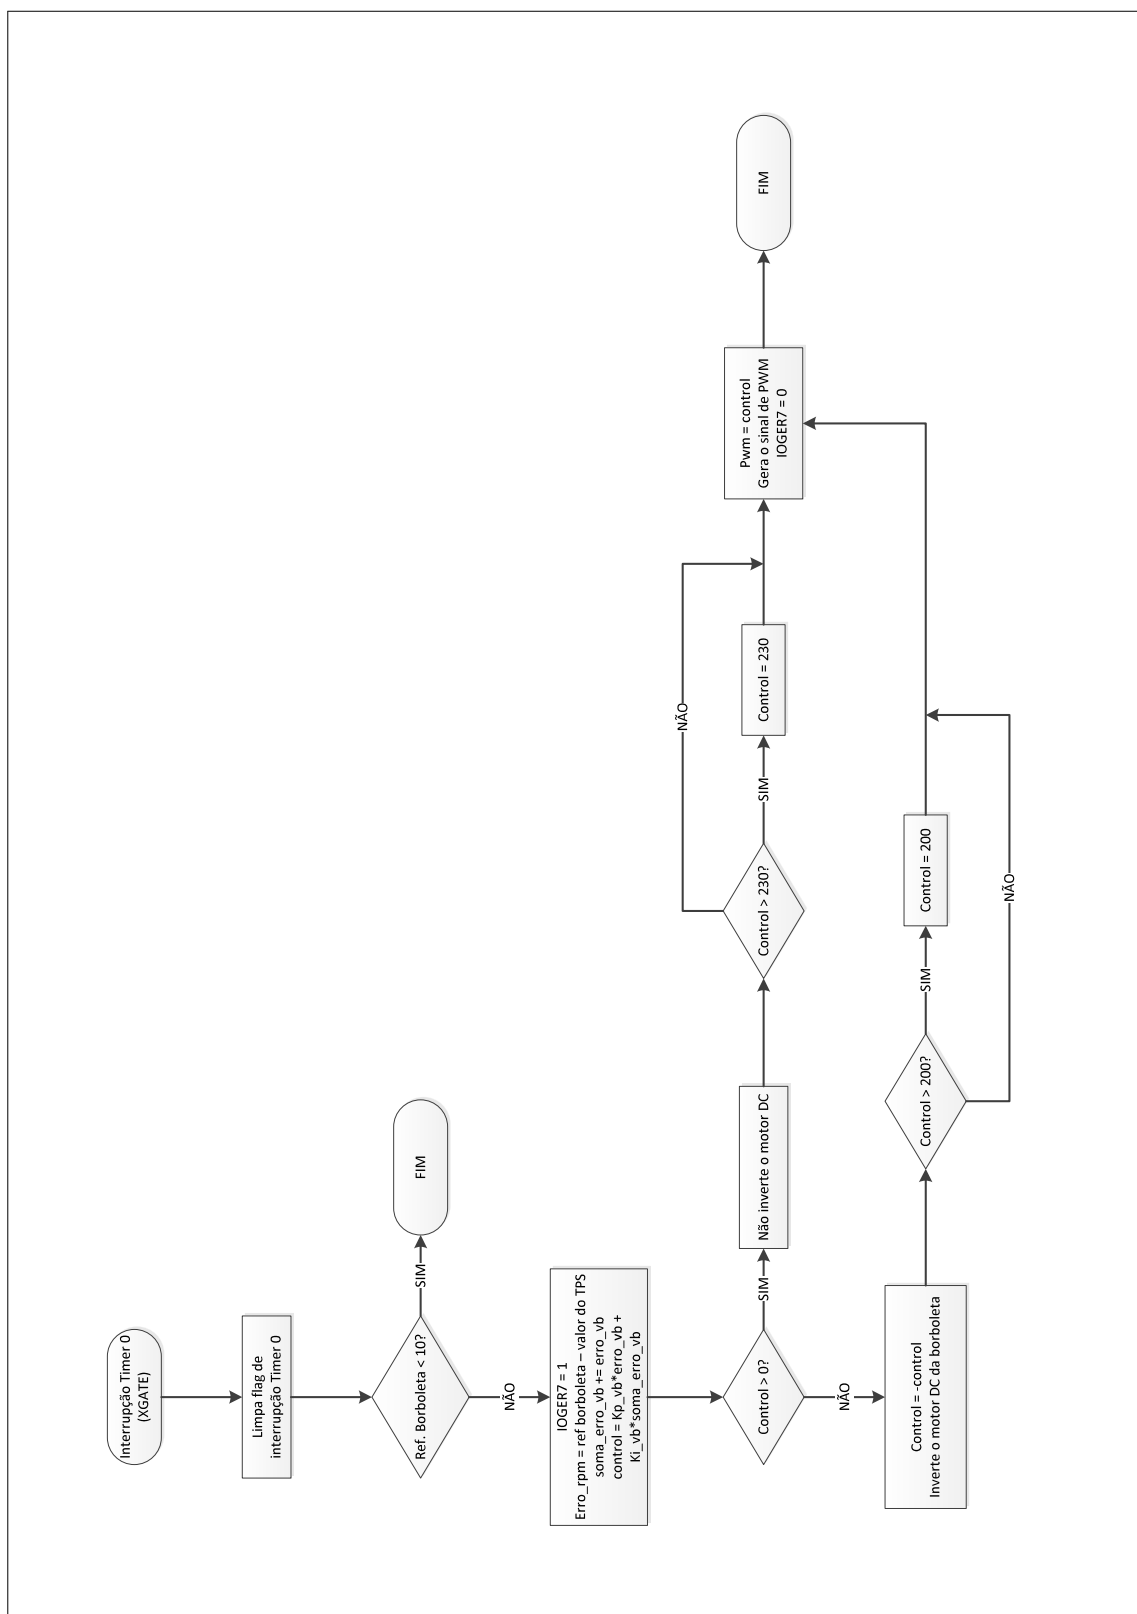 Interrupção Timer 0
(XGATE)
Limpa flag de
interrupção Timer 0
Ref. Borboleta < 10?
SIM
FIM
NÃO
IOGER7 = 1
Erro_rpm = ref borboleta – valor do TPS
soma_erro_vb += erro_vb
control = Kp_vb*erro_vb +
Ki_vb*soma_erro_vb
Control > 0?
SIM
Não inverte o motor DC
Control > 230?
SIM
Control = 230
NÃO
Pwm = control
Gera o sinal de PWM
IOGER7 = 0
FIM
NÃO
Control = -control
Inverte o motor DC da borboleta
Control > 200?
SIM
Control = 200
NÃO